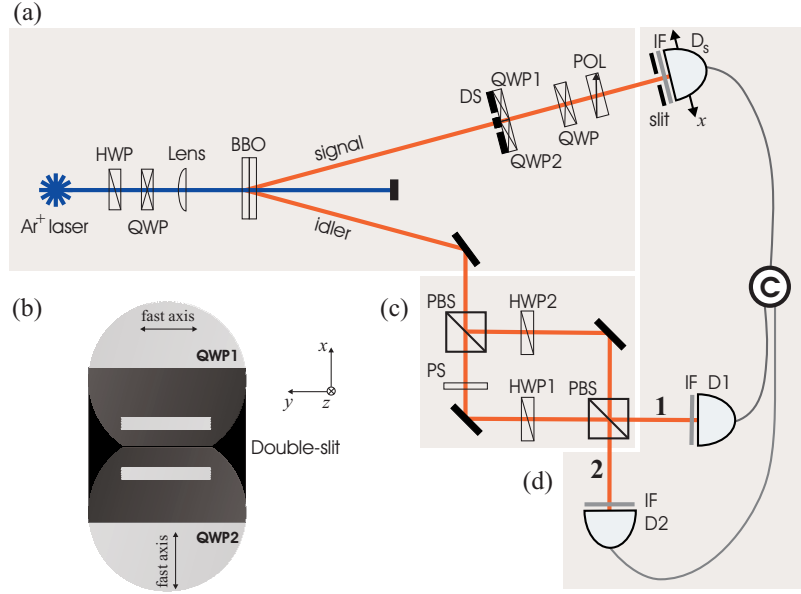 (a)
IF
D_s
QWP1
POL
DS
slit
x
BBO
signal
QWP
HWP
Lens
QWP2
Ar+ laser
QWP
idler
(b)
(c)
C
fast axis
PBS
HWP2
QWP1
x
PS
y
z
HWP1
PBS
IF
D1
1
Double-slit
2
(d)
QWP2
fast axis
IF
D2